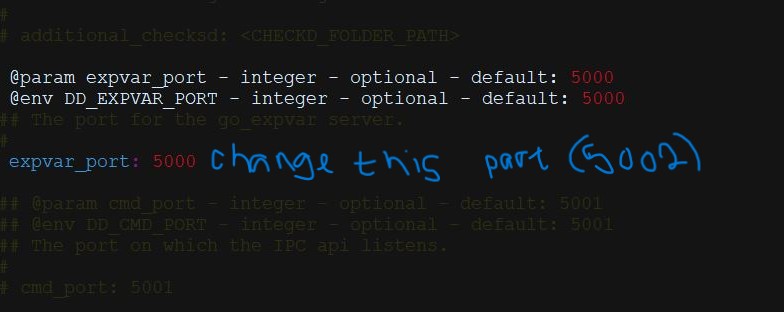 #
# additional_checksd: <CHECKD_FOLDER_PATH>
@param expvar_port - integer - optional - default: 5000
@env DD_EXPVAR_PORT - integer - optional - default: 5000
## The port for the go_expvar server.
#
expvar_port: 5000 change this part (5002)
## @param cmd_port - integer - optional - default: 5001
## @env DD_CMD_PORT - integer - optional - default: 5001
## The port on which the IPC api listens.
#
# cmd_port: 5001